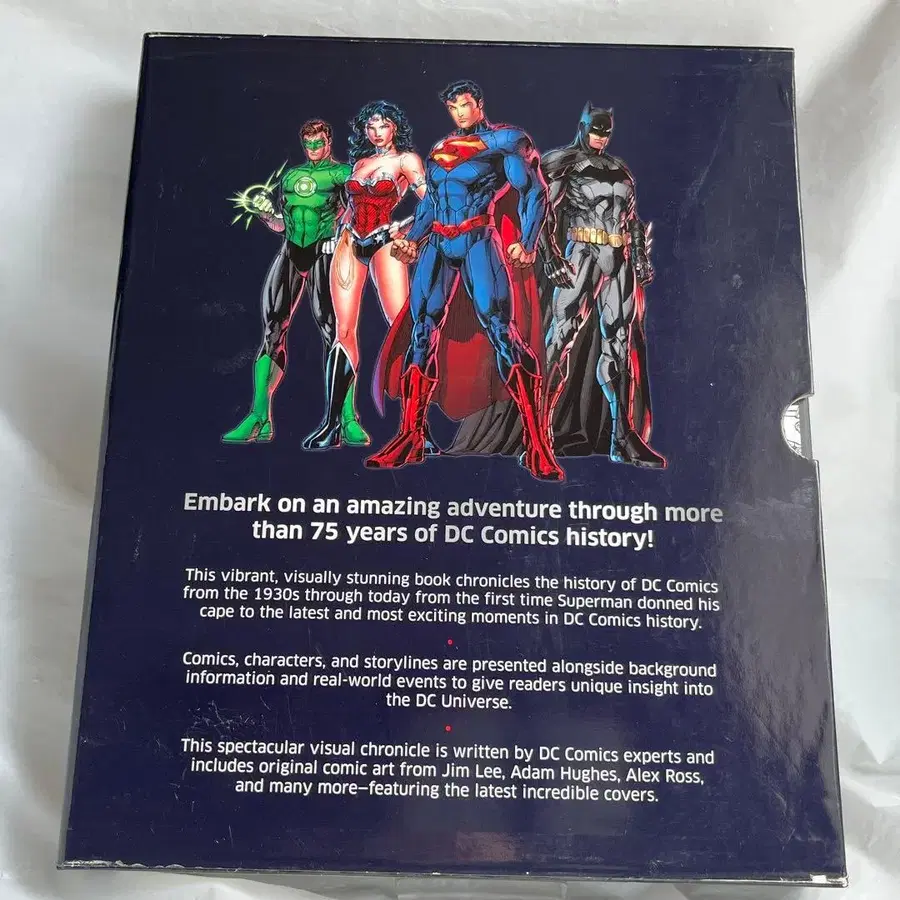 Embark on an amazing adventure through more
than 75 years of DC Comics history!
This vibrant, visually stunning book chronicles the history of DC Comics
from the 1930s through today from the first time Superman donned his
cape to the latest and most exciting moments in DC Comics history.
Comics, characters, and storylines are presented alongside background
information and real-world events to give readers unique insight into
the DC Universe.
This spectacular visual chronicle is written by DC Comics experts and
includes original comic art from Jim Lee, Adam Hughes, Alex Ross,
and many more—featuring the latest incredible covers.